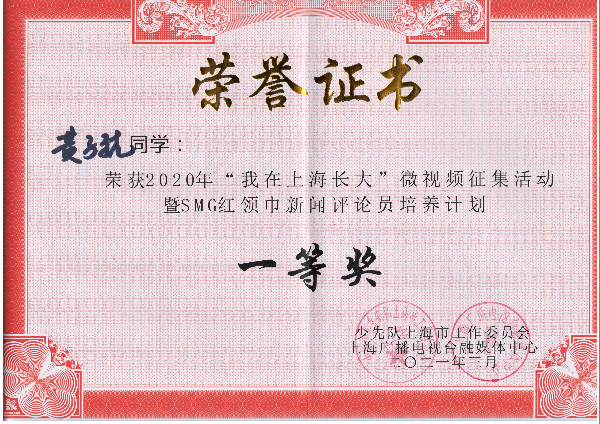 荣誉证书
黄子航同学：
荣获2020年“我在上海长大”微视频征集活动
暨SMG红领巾新闻评论员培养计划
一等奖
少先队上海市工作委员会
上海广播电视台融媒体中心
二〇二一年三月